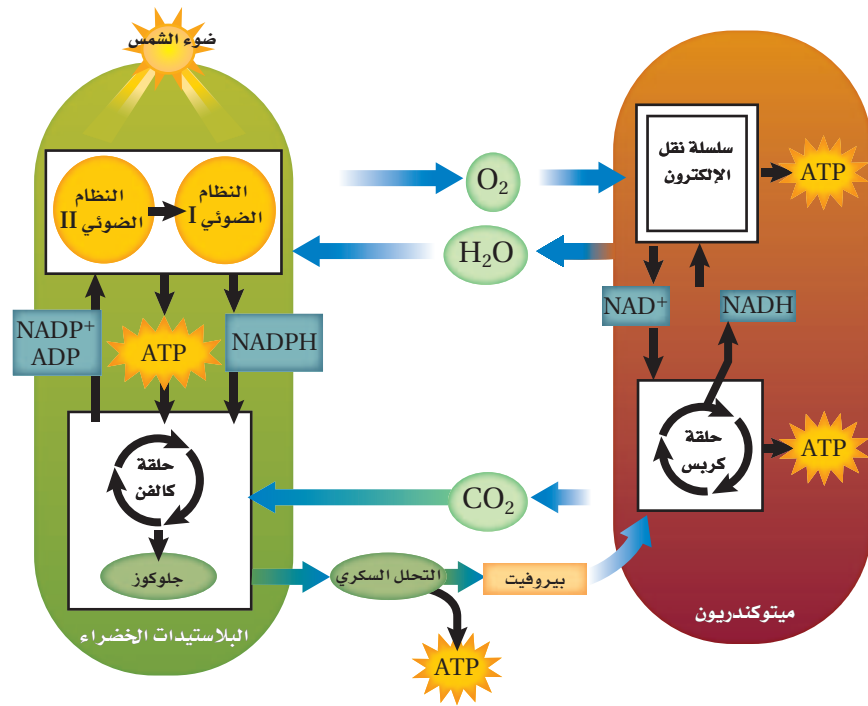 ضوء الشمس
النظام
الضوئي I
النظام
الضوئي II
O₂
سلسلة نقل
الإلكترون
ATP
H₂O
NADP⁺
ADP
ATP
NADPH
NAD⁺
NADH
حلقة
كالفن
CO₂
حلقة
كربس
ATP
جلوكوز
التحلل السكري
بيروفيت
ميتوكندريون
البلاستيدات الخضراء
ATP